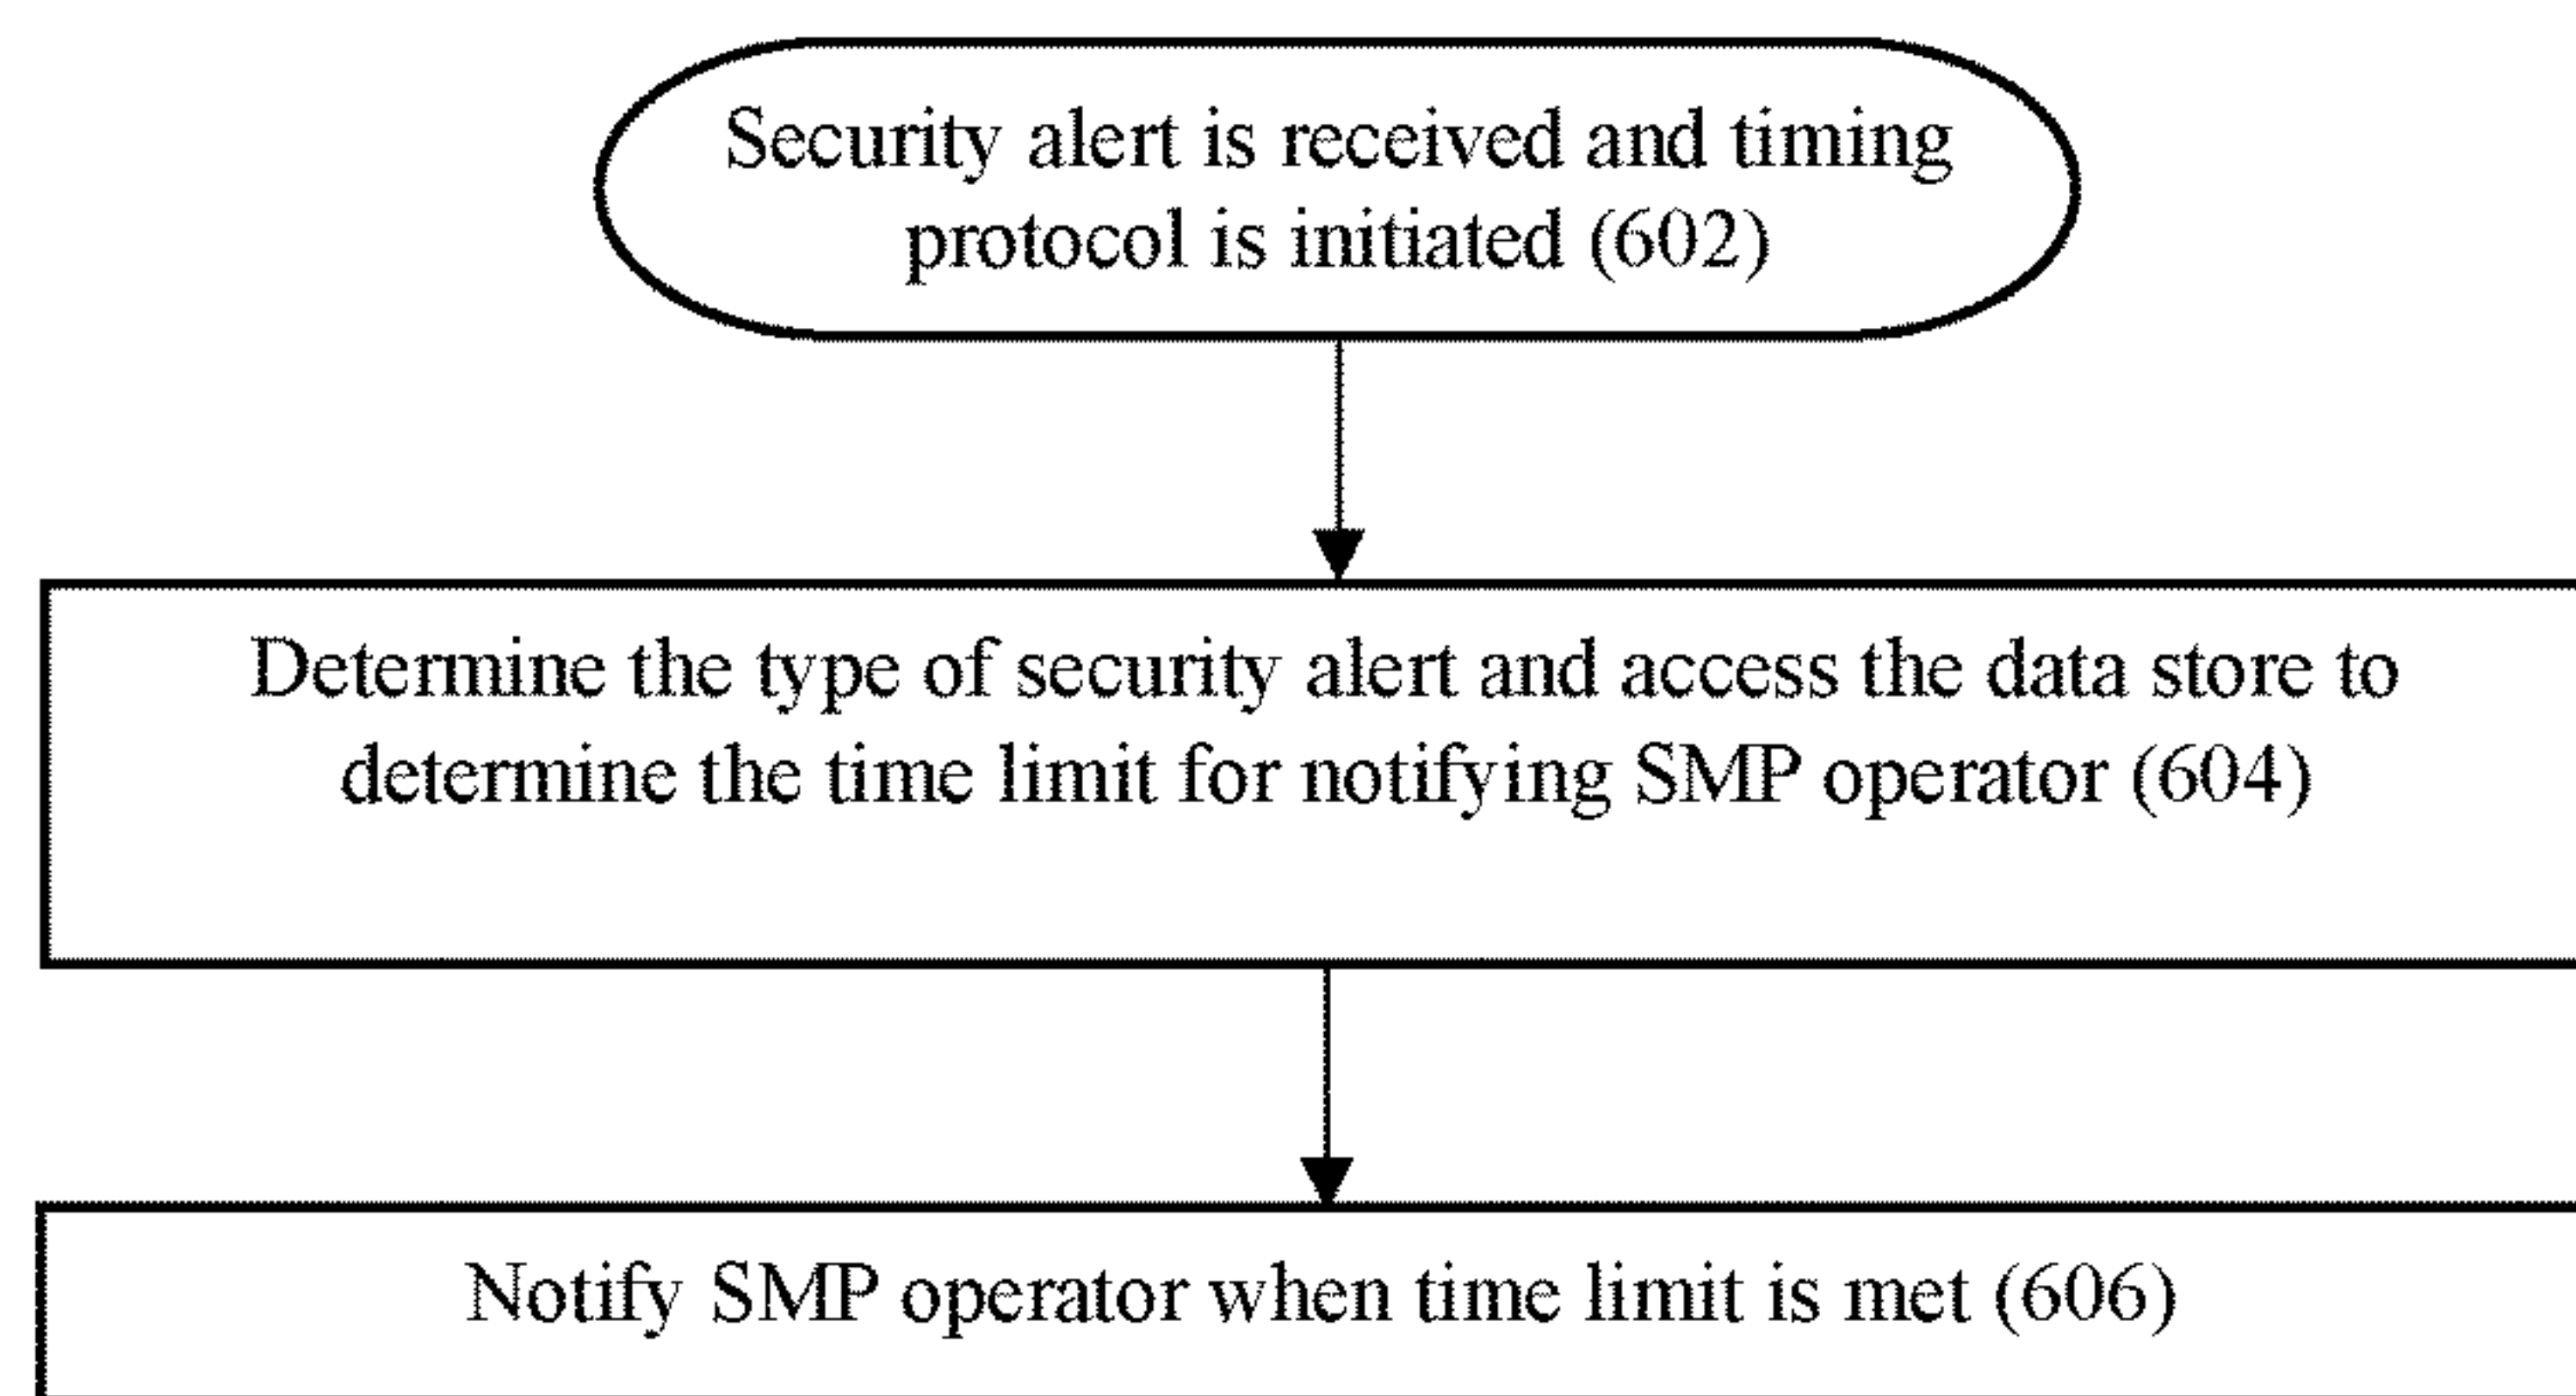 Security alert is received and timing
protocol is initiated (602)
Determine the type of security alert and access the data store to
determine the time limit for notifying SMP operator (604)
Notify SMP operator when time limit is met (606)